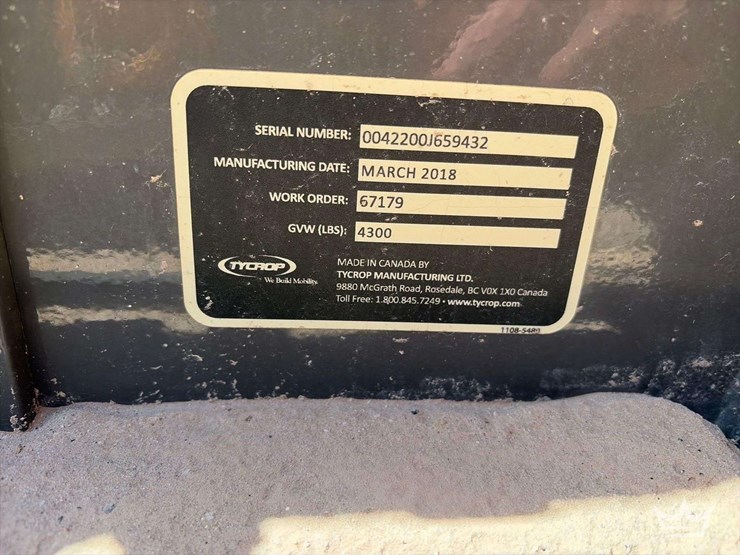 SERIAL NUMBER: 0042200J659432
MANUFACTURING DATE: MARCH 2018
WORK ORDER: 67179
GVW (LBS): 4300
TYCROP
We Build Mobility.
MADE IN CANADA BY
TYCROP MANUFACTURING LTD.
9880 McGrath Road, Rosedale, BC V0X 1X0 Canada
Toll Free: 1.800.845.7249 • www.tycrop.com
1108-5489